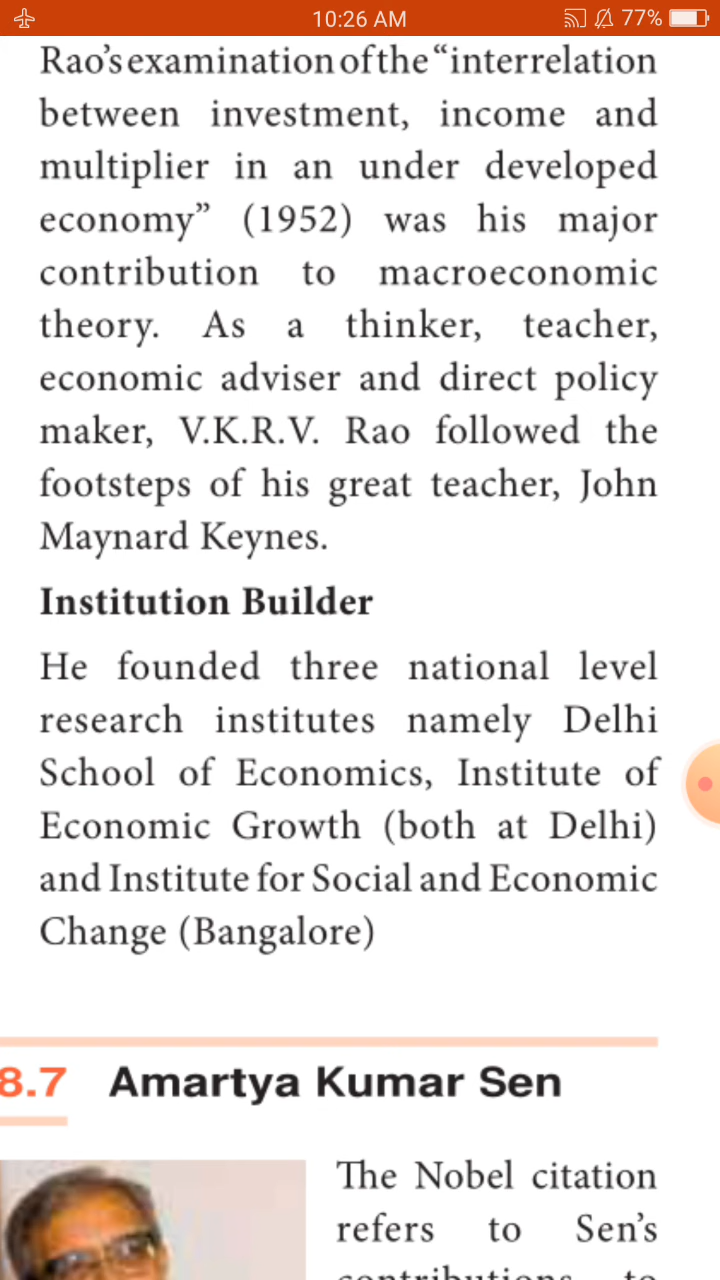 10:26 AM
77%
Rao's examination of the “interrelation
between investment, income and
multiplier in an under developed
economy” (1952) was his major
contribution to macroeconomic
theory. As a thinker, teacher,
economic adviser and direct policy
maker, V.K.R.V. Rao followed the
footsteps of his great teacher, John
Maynard Keynes.
Institution Builder
He founded three national level
research institutes namely Delhi
School of Economics, Institute of
Economic Growth (both at Delhi)
and Institute for Social and Economic
Change (Bangalore)
8.7 Amartya Kumar Sen
The Nobel citation
refers to Sen’s
contributions to